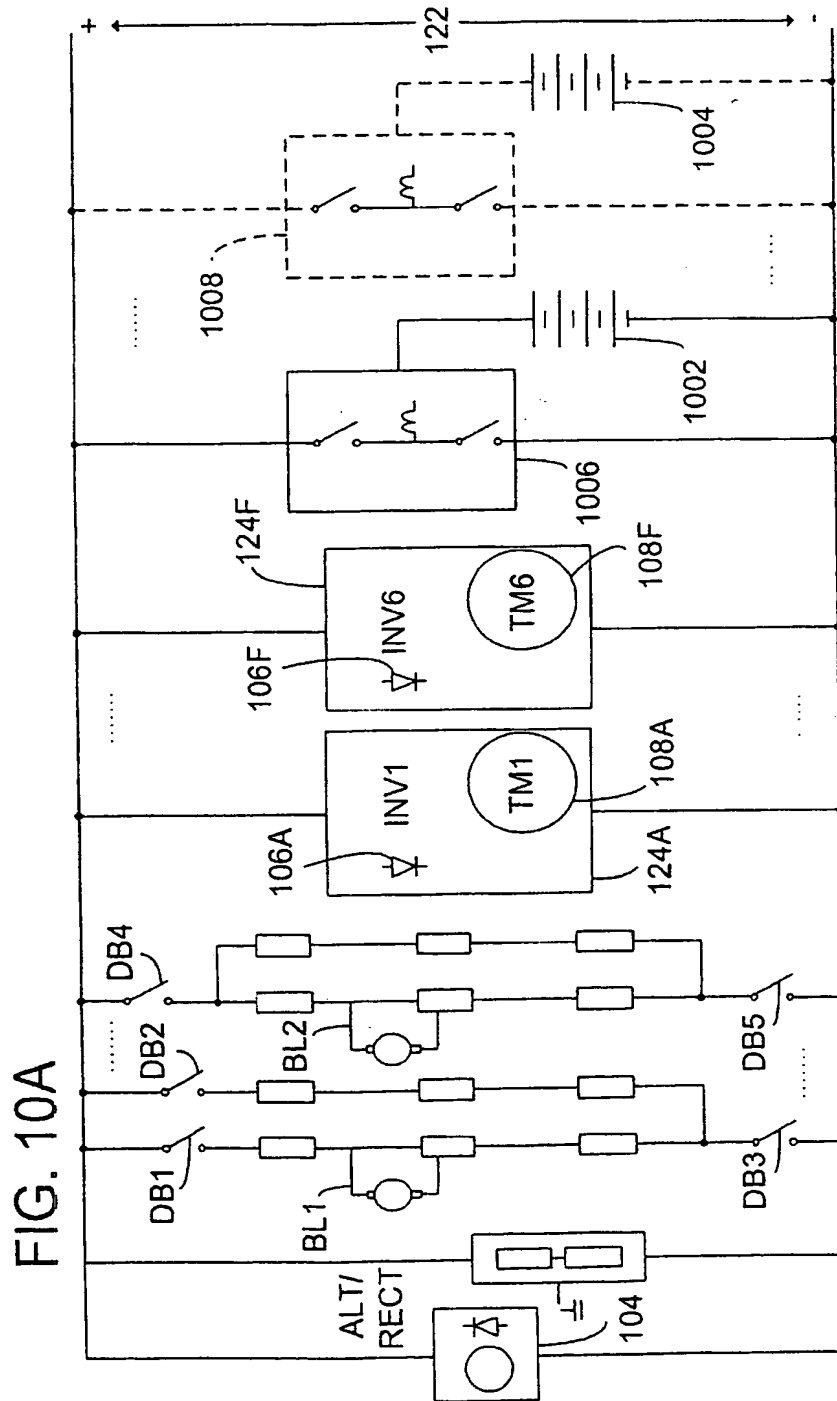 FIG. 10A
+
122
-
ALT/
RECT
104
DB1
DB2
DB4
BL1
BL2
DB3
DB5
106A
INV1
TM1
108A
124A
124F
106F
INV6
TM6
108F
1006
1002
1008
1004